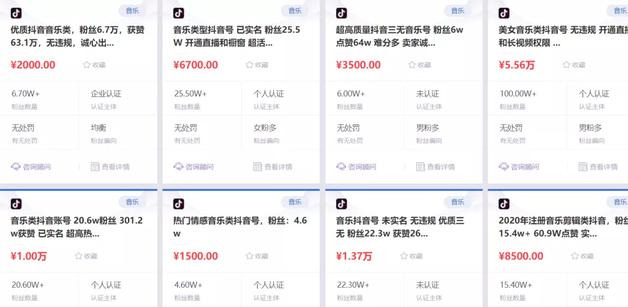 音乐
优质抖音音乐类，粉丝6.7万，获赞
63.1万，无违规，诚心出...
¥2000.00
收藏
6.70W+
粉丝数量
企业认证
认证主体
无处罚
有无处罚
均衡
粉丝偏向
咨询顾问
查看详情
音乐
音乐类型抖音号 已实名 粉丝25.5
W 开通直播和橱窗 超活...
¥6700.00
收藏
25.50W+
粉丝数量
个人认证
认证主体
无处罚
有无处罚
女粉多
粉丝偏向
咨询顾问
查看详情
音乐
超高质量抖音三无音乐号 粉丝6w
点赞64w 难分多 卖家诚...
¥3500.00
收藏
6.00W+
粉丝数量
未认证
认证主体
无处罚
有无处罚
男粉多
粉丝偏向
咨询顾问
查看详情
音乐
美女音乐类抖音号 无违规 开通直播
和长视频权限 ...
¥5.56万
收藏
100.00W+
粉丝数量
个人认证
认证主体
无处罚
有无处罚
男粉多
粉丝偏向
咨询顾问
查看详情
音乐
音乐类抖音账号 20.6w粉丝 301.2
w获赞 已实名 超高热...
¥1.00万
收藏
20.60W+
粉丝数量
个人认证
认证主体
音乐
热门情感音乐类抖音号，粉丝：4.6
w
¥1500.00
收藏
4.60W+
粉丝数量
个人认证
认证主体
音乐
音乐抖音号 未实名 无违规 优质三
无 粉丝22.3w 获赞26...
¥1.37万
收藏
22.30W+
粉丝数量
未认证
认证主体
音乐
2020年注册音乐剪辑类抖音，粉丝
15.4w+ 60.9W点赞 实...
¥8500.00
收藏
15.40W+
粉丝数量
个人认证
认证主体